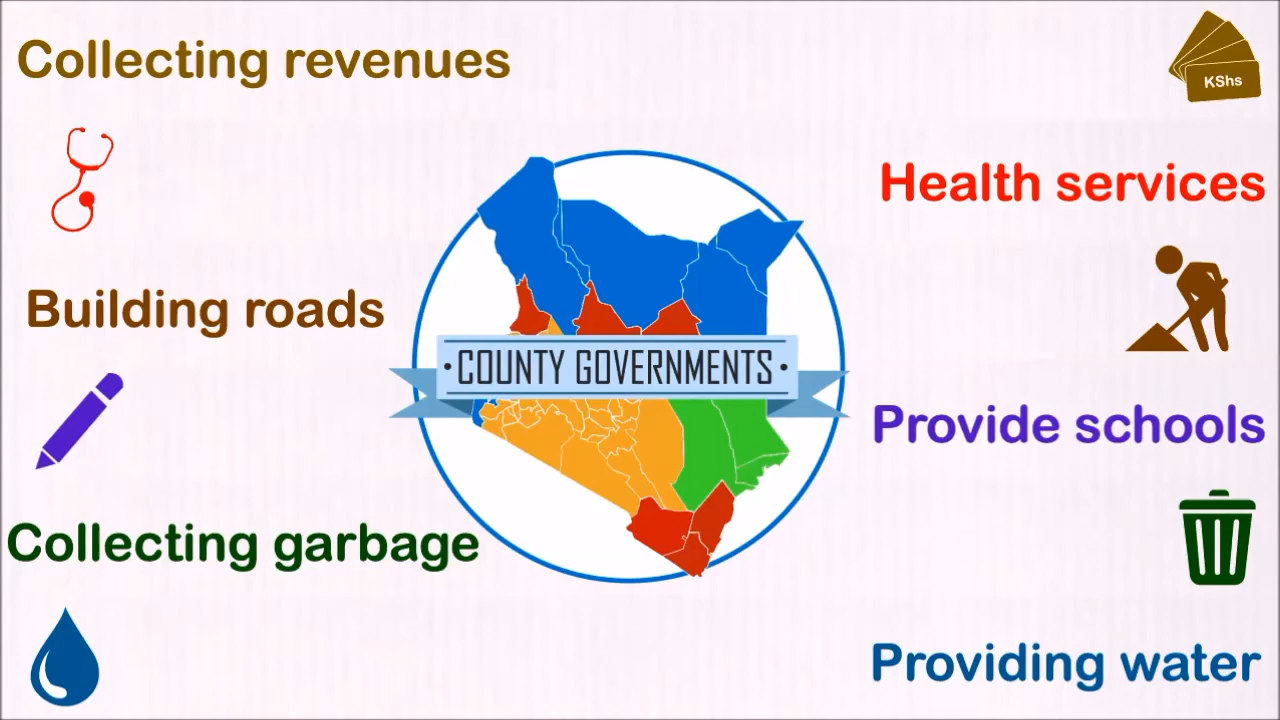 Collecting revenues
KShs
Health services
Building roads
·COUNTY GOVERNMENTS·
Provide schools
Collecting garbage
Providing water